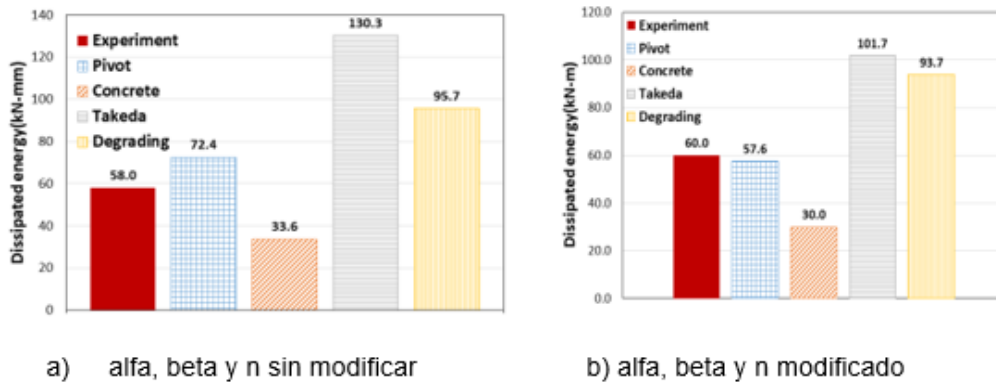 140
120
100
80
60
40
20
0
Dissipated energy(kN-mm)
Experiment
Pivot
Concrete
Takeda
Degrading
58.0
72.4
33.6
130.3
95.7
a) alfa, beta y n sin modificar
120.0
100.0
80.0
60.0
40.0
20.0
0.0
Dissipated energy(kN-m)
Experiment
Pivot
Concrete
Takeda
Degrading
60.0
57.6
30.0
101.7
93.7
b) alfa, beta y n modificado